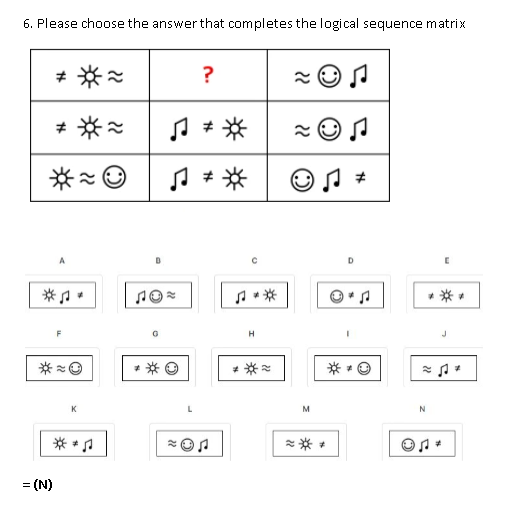 6. Please choose the answer that completes the logical sequence matrix
≠ ☼ ≈ ? ≈ ☺ ♫
≠ ☼ ≈ ♫ ≠ ☼ ≈ ☺ ♫
☼ ≈ ☺ ♫ ≠ ☼ ☺ ♫ ≠
A B C D E
☼ ♫ ≠ ♫ ☺ ≈ ♫ ≠ ☼ ☺ ≠ ♫ ≠ ☼ ≠
F G H I J
☼ ≈ ☺ ≠ ☼ ☺ ≠ ☼ ≈ ☼ ≠ ☺ ≈ ♫ ≠
K L M N
☼ ≠ ♫ ≈ ☺ ♫ ≈ ☼ ≠ ☺ ♫ ≠
= (N)